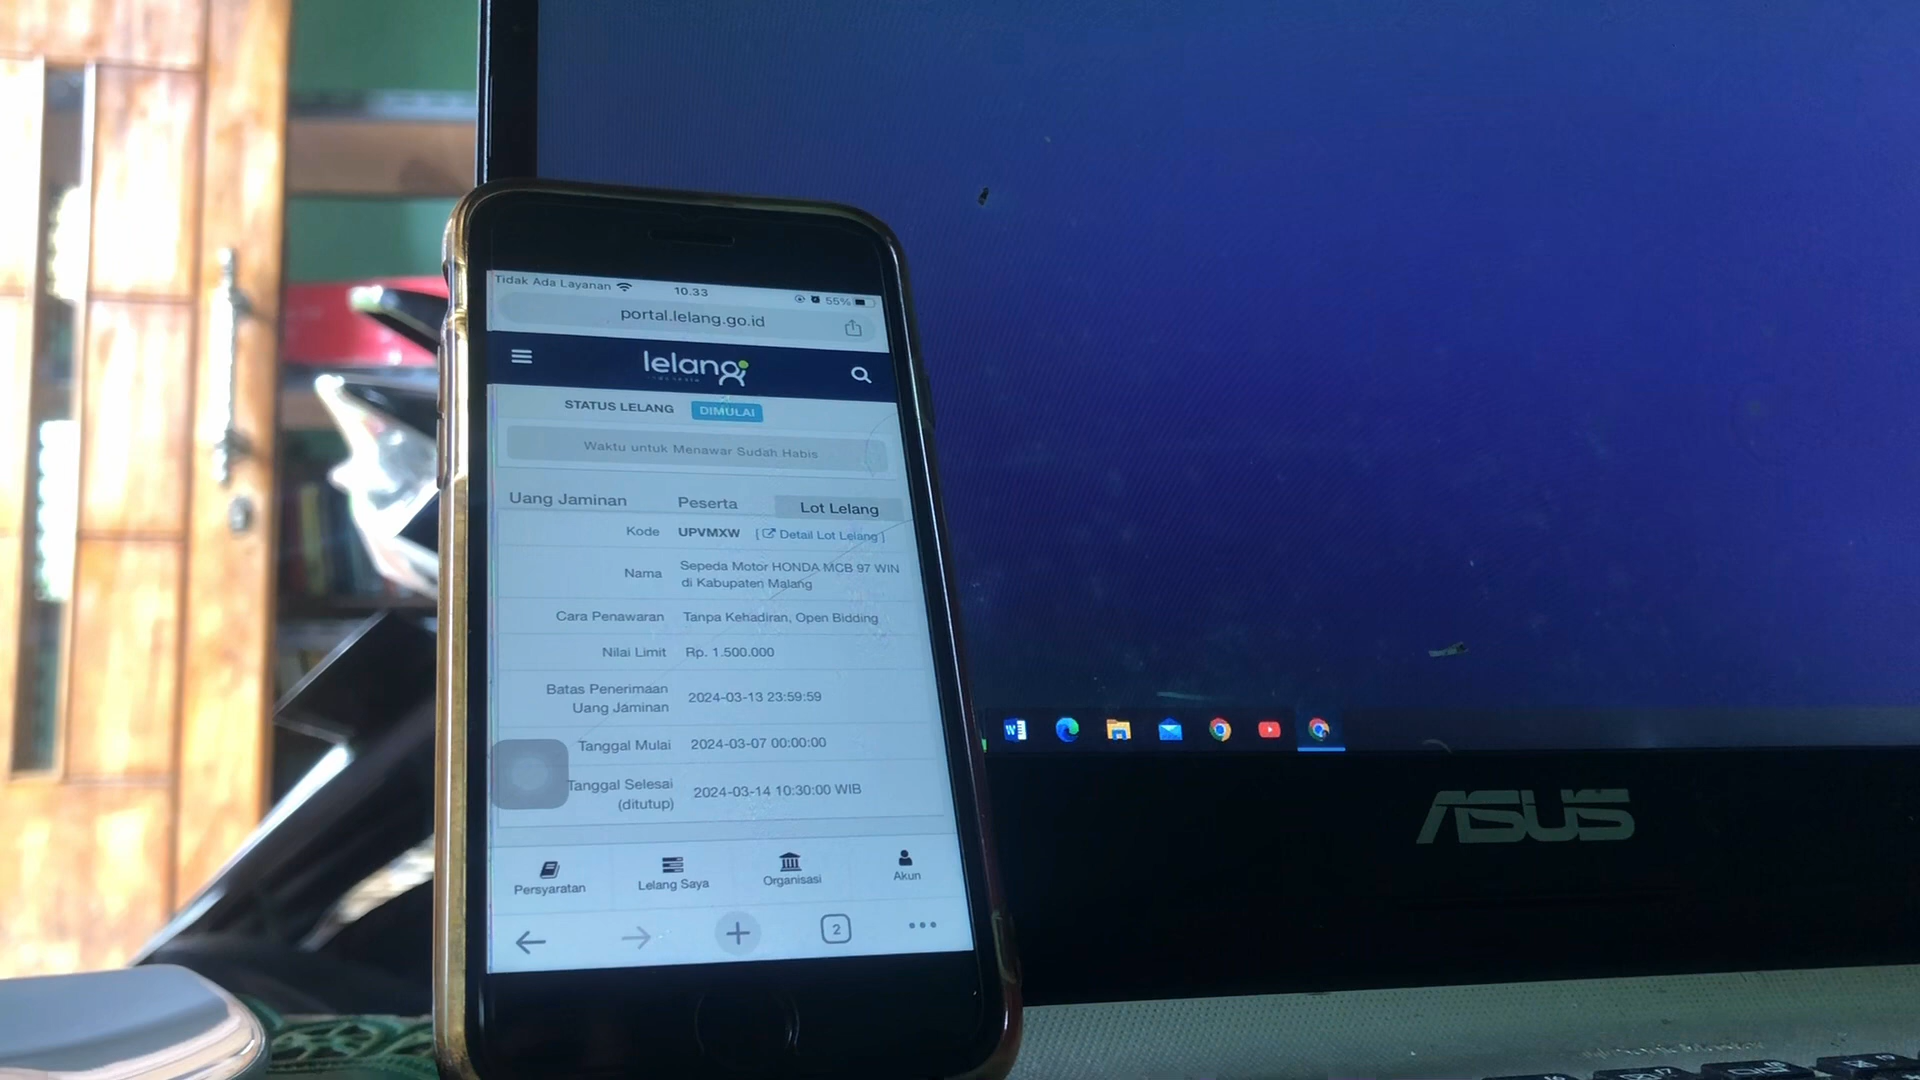 Tidak Ada Layanan
10.33
55%
portal.lelang.go.id
lelang
STATUS LELANG DIMULAI
Waktu untuk Menawar Sudah Habis
Uang Jaminan Peserta Lot Lelang
Kode UPVMXW [ Detail Lot Lelang ]
Nama Sepeda Motor HONDA MCB 97 WIN
di Kabupaten Malang
Cara Penawaran Tanpa Kehadiran, Open Bidding
Nilai Limit Rp. 1.500.000
Batas Penerimaan
Uang Jaminan 2024-03-13 23:59:59
Tanggal Mulai 2024-03-07 00:00:00
Tanggal Selesai
(ditutup) 2024-03-14 10:30:00 WIB
Persyaratan Lelang Saya Organisasi Akun
2
ASUS